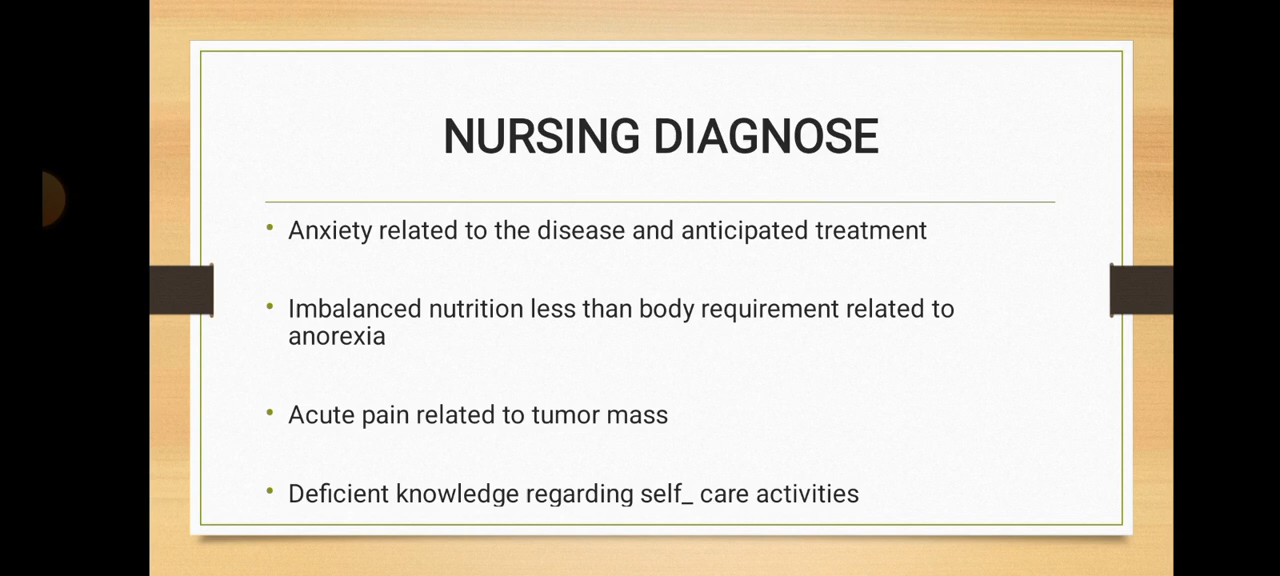 NURSING DIAGNOSE
• Anxiety related to the disease and anticipated treatment
• Imbalanced nutrition less than body requirement related to
anorexia
• Acute pain related to tumor mass
• Deficient knowledge regarding self_ care activities